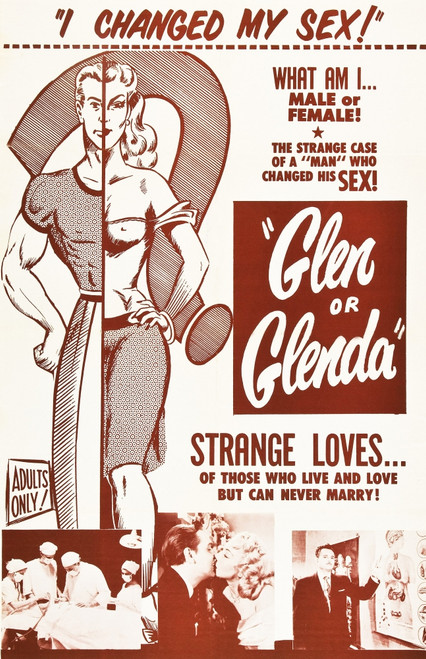 "I CHANGED MY SEX!"
WHAT AM I...
MALE or
FEMALE!
★
THE STRANGE CASE
OF A "MAN" WHO
CHANGED HIS SEX!
"Glen
OR
Glenda"
STRANGE LOVES...
OF THOSE WHO LIVE AND LOVE
BUT CAN NEVER MARRY!
ADULTS
ONLY!